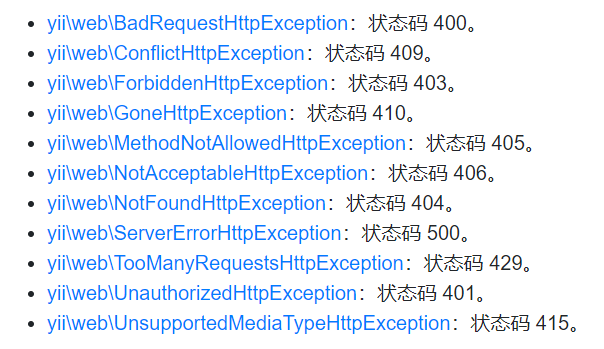 yii\web\BadRequestHttpException：状态码 400。
yii\web\ConflictHttpException：状态码 409。
yii\web\ForbiddenHttpException：状态码 403。
yii\web\GoneHttpException：状态码 410。
yii\web\MethodNotAllowedHttpException：状态码 405。
yii\web\NotAcceptableHttpException：状态码 406。
yii\web\NotFoundHttpException：状态码 404。
yii\web\ServerErrorHttpException：状态码 500。
yii\web\TooManyRequestsHttpException：状态码 429。
yii\web\UnauthorizedHttpException：状态码 401。
yii\web\UnsupportedMediaTypeHttpException：状态码 415。